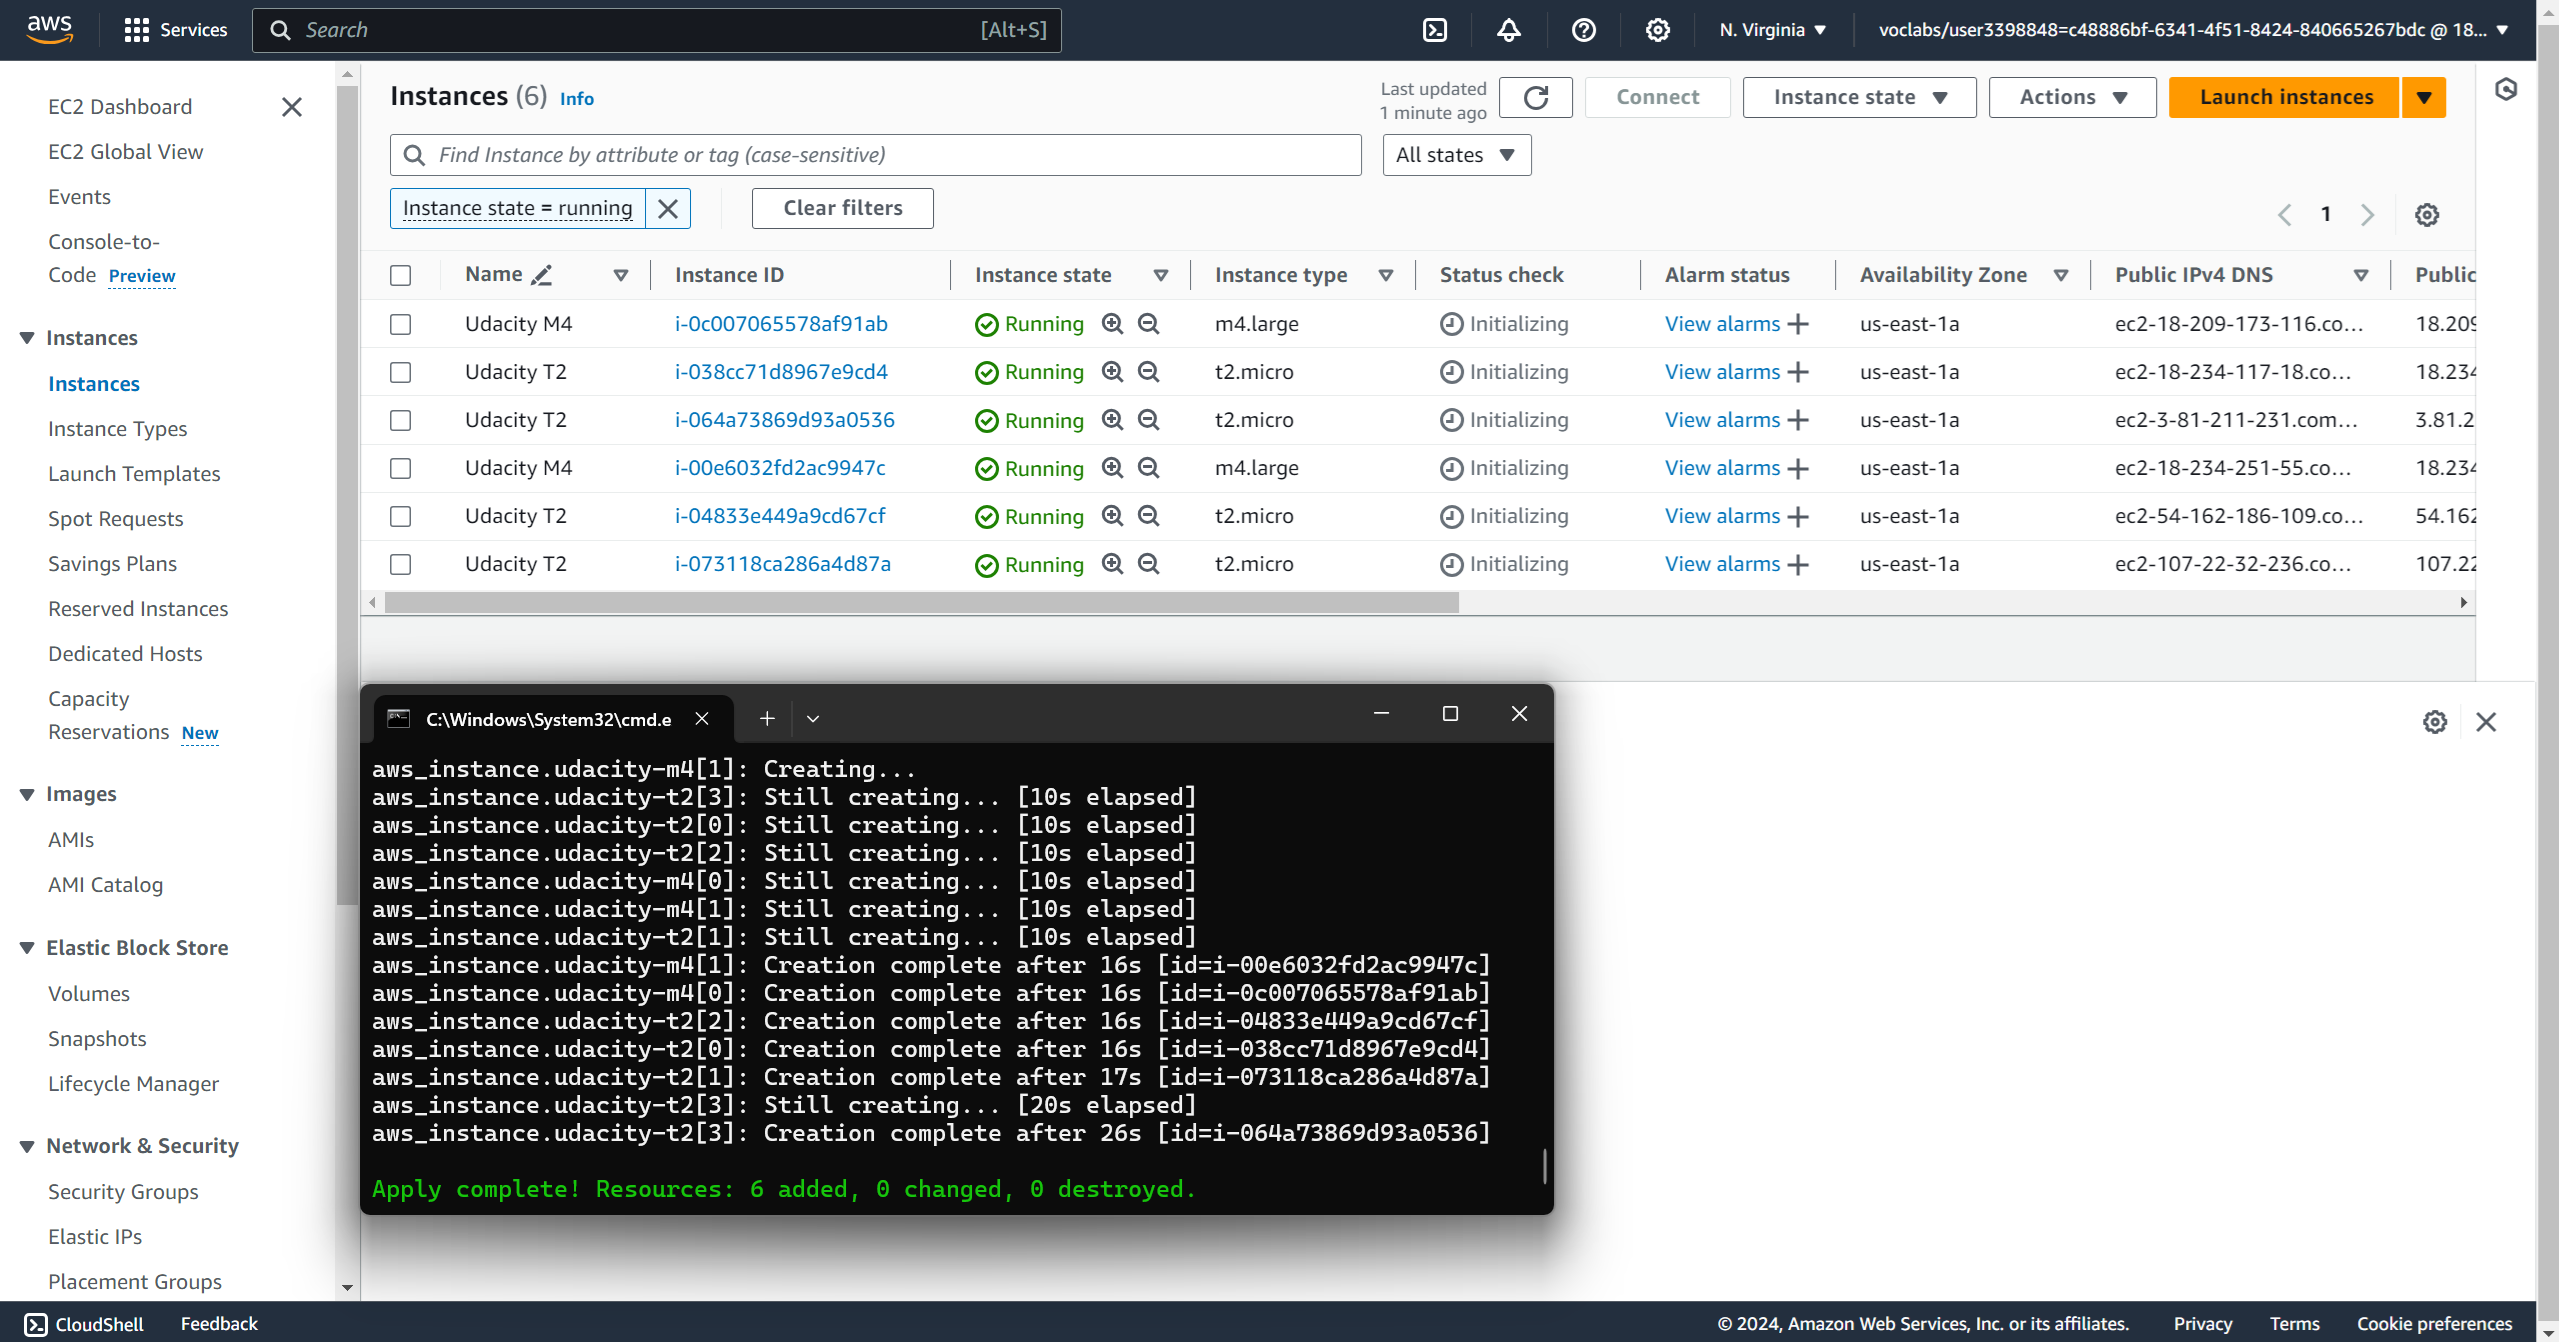 aws
Services
Search [Alt+S]
N. Virginia
voclabs/user3398848=c48886bf-6341-4f51-8424-840665267bdc @ 18...
EC2 Dashboard
EC2 Global View
Events
Console-to-
Code Preview
Instances
Instances
Instance Types
Launch Templates
Spot Requests
Savings Plans
Reserved Instances
Dedicated Hosts
Capacity
Reservations New
Images
AMIs
AMI Catalog
Elastic Block Store
Volumes
Snapshots
Lifecycle Manager
Network & Security
Security Groups
Elastic IPs
Placement Groups
Instances (6) Info
Last updated
1 minute ago
Connect
Instance state
Actions
Launch instances
Find Instance by attribute or tag (case-sensitive)
All states
Instance state = running
Clear filters
1
Name Instance ID Instance state Instance type Status check Alarm status Availability Zone Public IPv4 DNS Public
Udacity M4 i-0c007065578af91ab Running m4.large Initializing View alarms + us-east-1a ec2-18-209-173-116.co... 18.209
Udacity T2 i-038cc71d8967e9cd4 Running t2.micro Initializing View alarms + us-east-1a ec2-18-234-117-18.co... 18.234
Udacity T2 i-064a73869d93a0536 Running t2.micro Initializing View alarms + us-east-1a ec2-3-81-211-231.com... 3.81.2
Udacity M4 i-00e6032fd2ac9947c Running m4.large Initializing View alarms + us-east-1a ec2-18-234-251-55.co... 18.234
Udacity T2 i-04833e449a9cd67cf Running t2.micro Initializing View alarms + us-east-1a ec2-54-162-186-109.co... 54.162
Udacity T2 i-073118ca286a4d87a Running t2.micro Initializing View alarms + us-east-1a ec2-107-22-32-236.co... 107.22
C:\Windows\System32\cmd.e
aws_instance.udacity-m4[1]: Creating...
aws_instance.udacity-t2[3]: Still creating... [10s elapsed]
aws_instance.udacity-t2[0]: Still creating... [10s elapsed]
aws_instance.udacity-t2[2]: Still creating... [10s elapsed]
aws_instance.udacity-m4[0]: Still creating... [10s elapsed]
aws_instance.udacity-m4[1]: Still creating... [10s elapsed]
aws_instance.udacity-t2[1]: Still creating... [10s elapsed]
aws_instance.udacity-m4[1]: Creation complete after 16s [id=i-00e6032fd2ac9947c]
aws_instance.udacity-m4[0]: Creation complete after 16s [id=i-0c007065578af91ab]
aws_instance.udacity-t2[2]: Creation complete after 16s [id=i-04833e449a9cd67cf]
aws_instance.udacity-t2[0]: Creation complete after 16s [id=i-038cc71d8967e9cd4]
aws_instance.udacity-t2[1]: Creation complete after 17s [id=i-073118ca286a4d87a]
aws_instance.udacity-t2[3]: Still creating... [20s elapsed]
aws_instance.udacity-t2[3]: Creation complete after 26s [id=i-064a73869d93a0536]
Apply complete! Resources: 6 added, 0 changed, 0 destroyed.
CloudShell Feedback
© 2024, Amazon Web Services, Inc. or its affiliates. Privacy Terms Cookie preferences